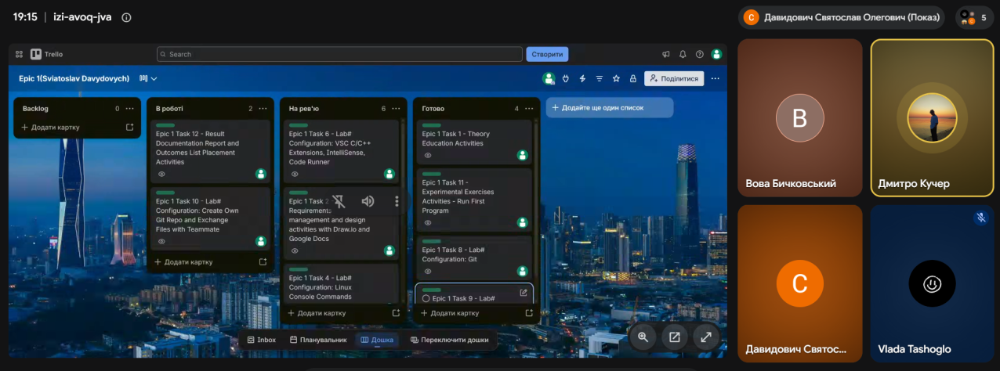 19:15 | izi-avoq-jva
Давидович Святослав Олегович (Показ)
5
Trello
Search
Створити
Epic 1(Sviatoslav Davydovych)
Поділитися
Backlog
0
Додати картку
В роботі
2
Epic 1 Task 12 - Result
Documentation Report and
Outcomes List Placement
Activities
Epic 1 Task 10 - Lab#
Configuration: Create Own
Git Repo and Exchange
Files with Teammate
Додати картку
На рев'ю
6
Epic 1 Task 6 - Lab#
Configuration: VSC C/C++
Extensions, IntelliSense,
Code Runner
Epic 1 Task 2 -
Requirements
management and design
activities with Draw.io and
Google Docs
Epic 1 Task 4 - Lab#
Configuration: Linux
Console Commands
Додати картку
Готово
4
Epic 1 Task 1 - Theory
Education Activities
Epic 1 Task 11 -
Experimental Exercises
Activities - Run First
Program
Epic 1 Task 8 - Lab#
Configuration: Git
Epic 1 Task 9 - Lab#
Додати картку
Додайте ще один список
Inbox
Планувальник
Дошка
Переключити дошки
В
Вова Бичковський
Дмитро Кучер
С
Давидович Святос...
Vlada Tashoglo